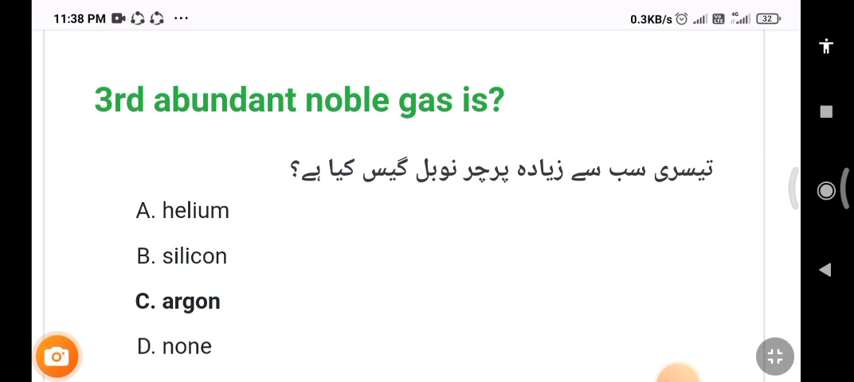 11:38 PM ...
0.3KB/s 4G 32
3rd abundant noble gas is?
تیسری سب سے زیادہ پرچر نوبل گیس کیا ہے؟
A. helium
B. silicon
C. argon
D. none